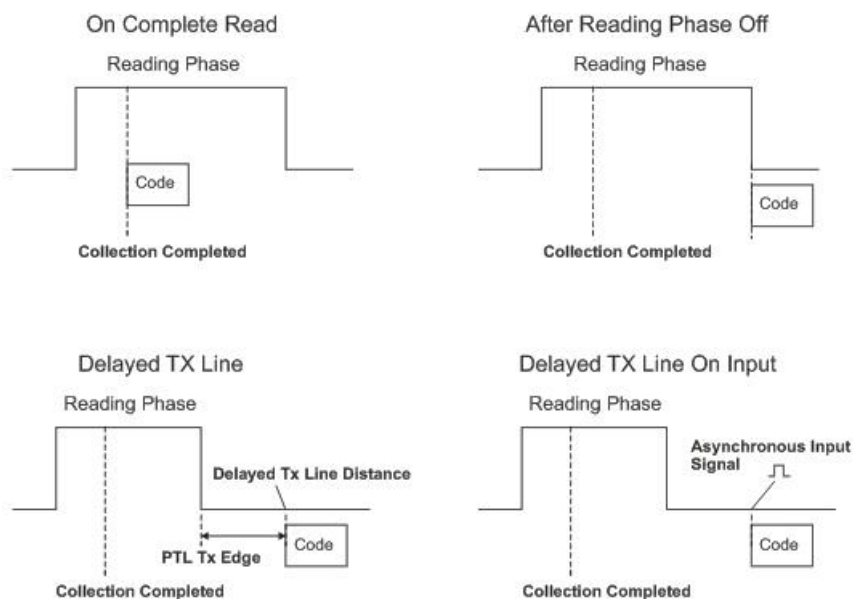 On Complete Read
Reading Phase
Code
Collection Completed
After Reading Phase Off
Reading Phase
Code
Collection Completed
Delayed TX Line
Reading Phase
Delayed Tx Line Distance
PTL Tx Edge
Code
Collection Completed
Delayed TX Line On Input
Reading Phase
Asynchronous Input
Signal
Code
Collection Completed